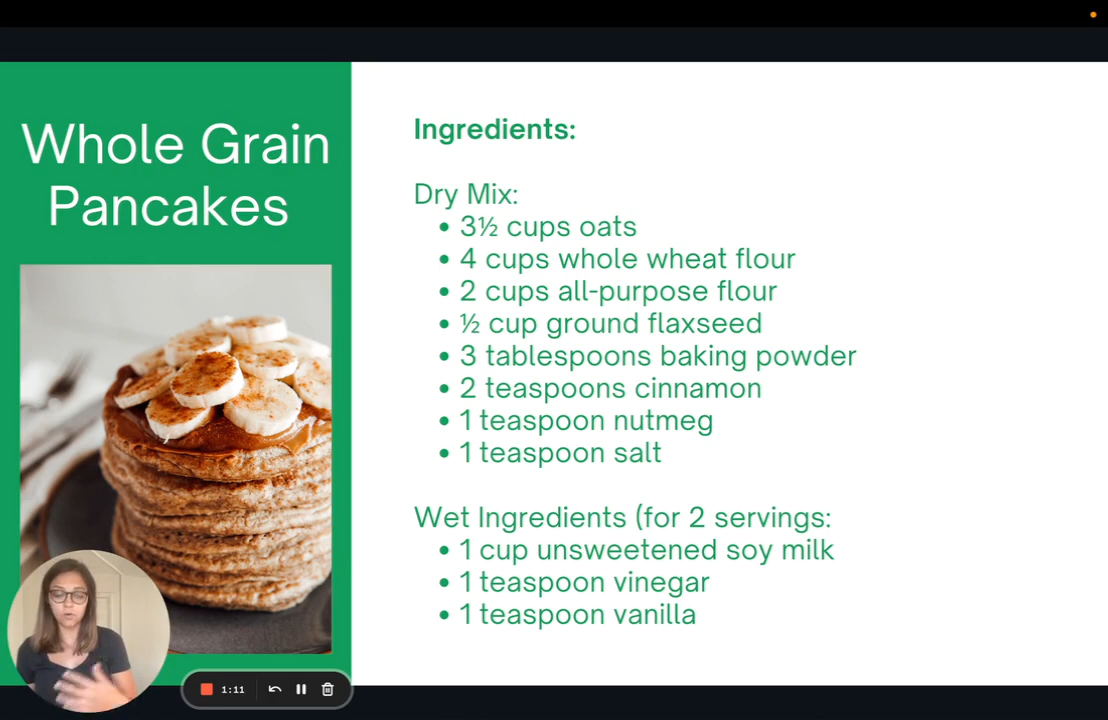 Whole Grain
Pancakes
Ingredients:
Dry Mix:
• 3½ cups oats
• 4 cups whole wheat flour
• 2 cups all-purpose flour
• ½ cup ground flaxseed
• 3 tablespoons baking powder
• 2 teaspoons cinnamon
• 1 teaspoon nutmeg
• 1 teaspoon salt
Wet Ingredients (for 2 servings:
• 1 cup unsweetened soy milk
• 1 teaspoon vinegar
• 1 teaspoon vanilla
1:11